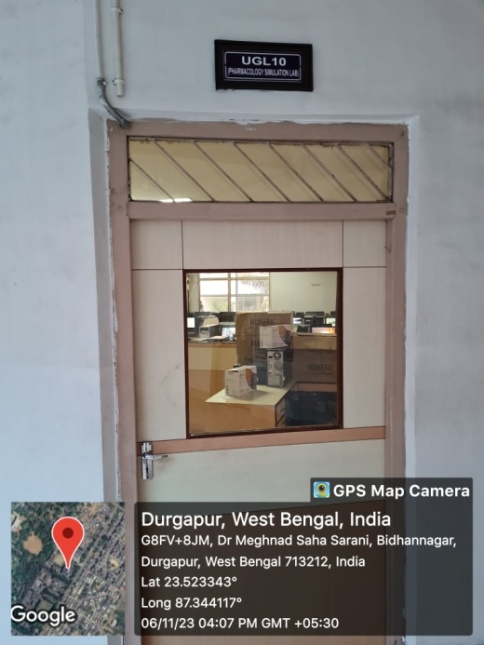 UGL10
(PHARMACOLOGY SIMULATION LAB)
GPS Map Camera
Durgapur, West Bengal, India
G8FV+8JM, Dr Meghnad Saha Sarani, Bidhannagar,
Durgapur, West Bengal 713212, India
Lat 23.523343°
Long 87.344117°
06/11/23 04:07 PM GMT +05:30
Google